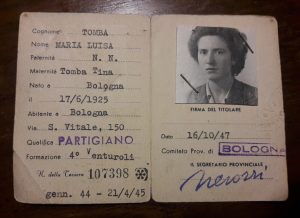 Cognome TOMBA
Nome MARIA LUISA
Paternità N. N.
Maternità Tomba Tina
Nato a Bologna
il 17/6/1925
Abitante a Bologna
Via S. Vitale, 150
Qualifica PARTIGIANO
Formazione 4° Venturoli
N. della Tessera 107398
genn. 44 - 21/4/45
FIRMA DEL TITOLARE
Data 16/10/47
Comitato Prov. di BOLOGNA
IL SEGRETARIO PROVINCIALE